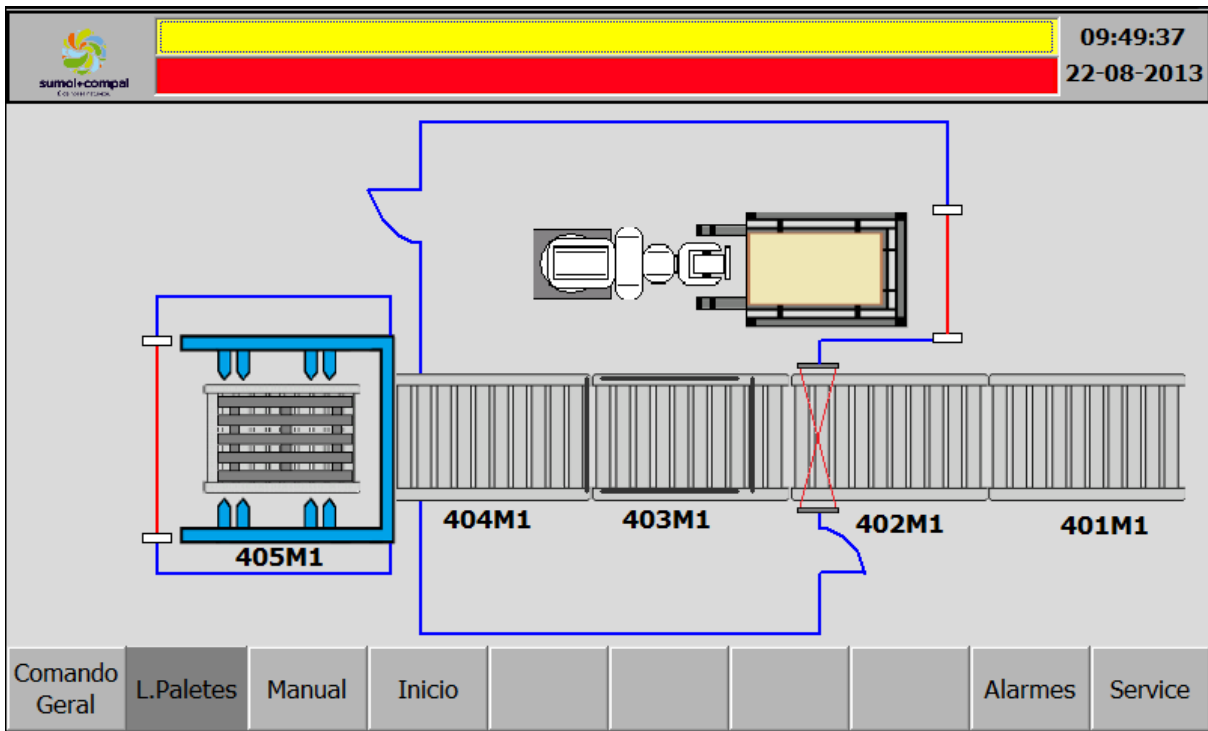 sumol+compal
09:49:37
22-08-2013
404M1
403M1
402M1
401M1
405M1
Comando
Geral
L.Paletes
Manual
Inicio
Alarmes
Service